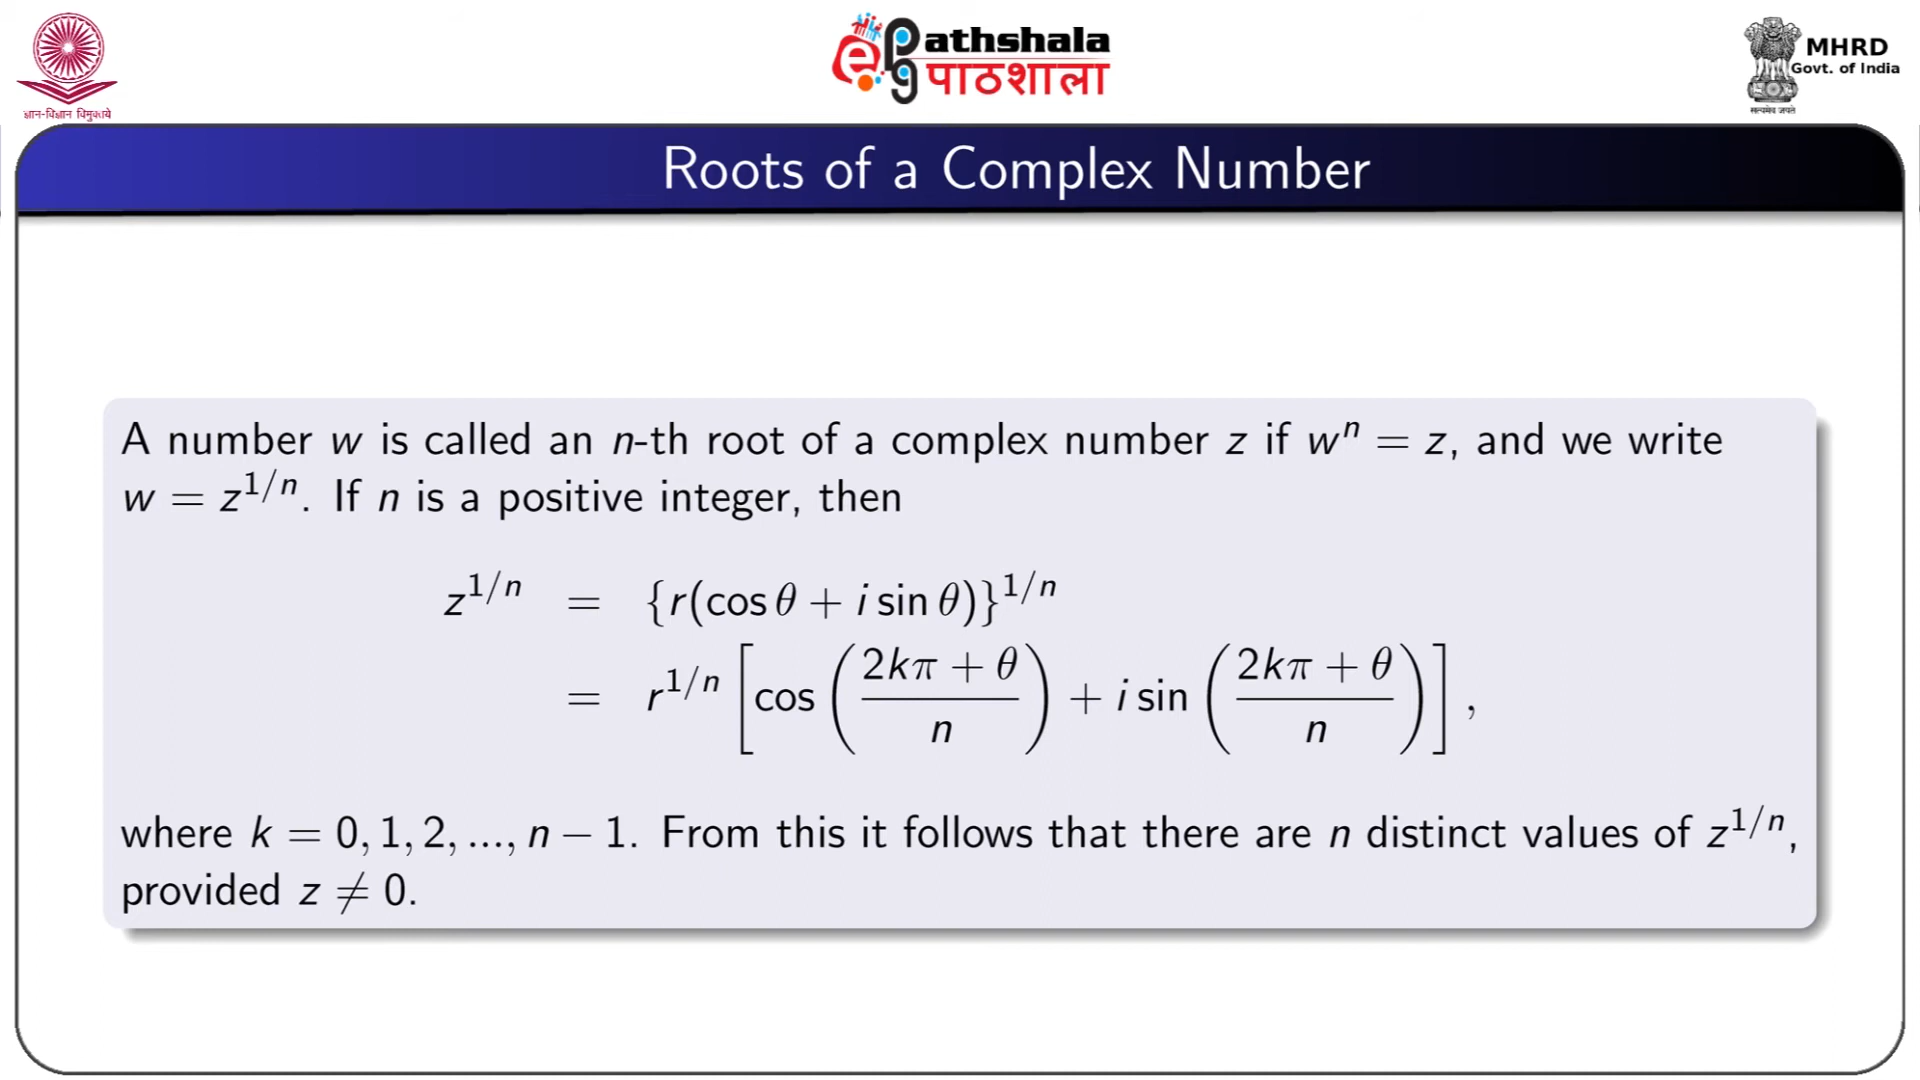 ज्ञान-विज्ञान विमुक्तये
ePG athshala
पाठशाला
MHRD
Govt. of India
सत्यमेव जयते
Roots of a Complex Number
A number w is called an n-th root of a complex number z if wⁿ = z, and we write
w = z^{1/n}. If n is a positive integer, then
z^{1/n} = {r(cos θ + i sin θ)}^{1/n}
= r^{1/n} [cos((2kπ + θ)/n) + i sin((2kπ + θ)/n)],
where k = 0, 1, 2, ..., n − 1. From this it follows that there are n distinct values of z^{1/n},
provided z ≠ 0.